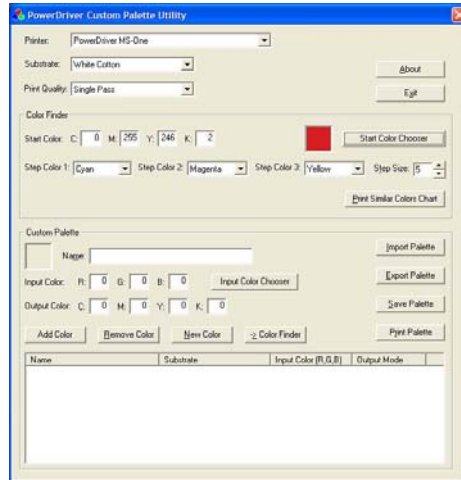 PowerDriver Custom Palette Utility
Printer: PowerDriver MS-One
Substrate: White Cotton
About
Print Quality: Single Pass
Exit
Color Finder
Start Color: C: 0 M: 255 Y: 246 K: 2 Start Color Chooser
Step Color 1: Cyan Step Color 2: Magenta Step Color 3: Yellow Step Size: 5
Print Similar Colors Chart
Custom Palette
Import Palette
Name:
Input Color: R: 0 G: 0 B: 0 Input Color Chooser Export Palette
Output Color: C: 0 M: 0 Y: 0 K: 0 Save Palette
Add Color Remove Color New Color -> Color Finder Print Palette
Name Substrate Input Color (R,G,B) Output Mode